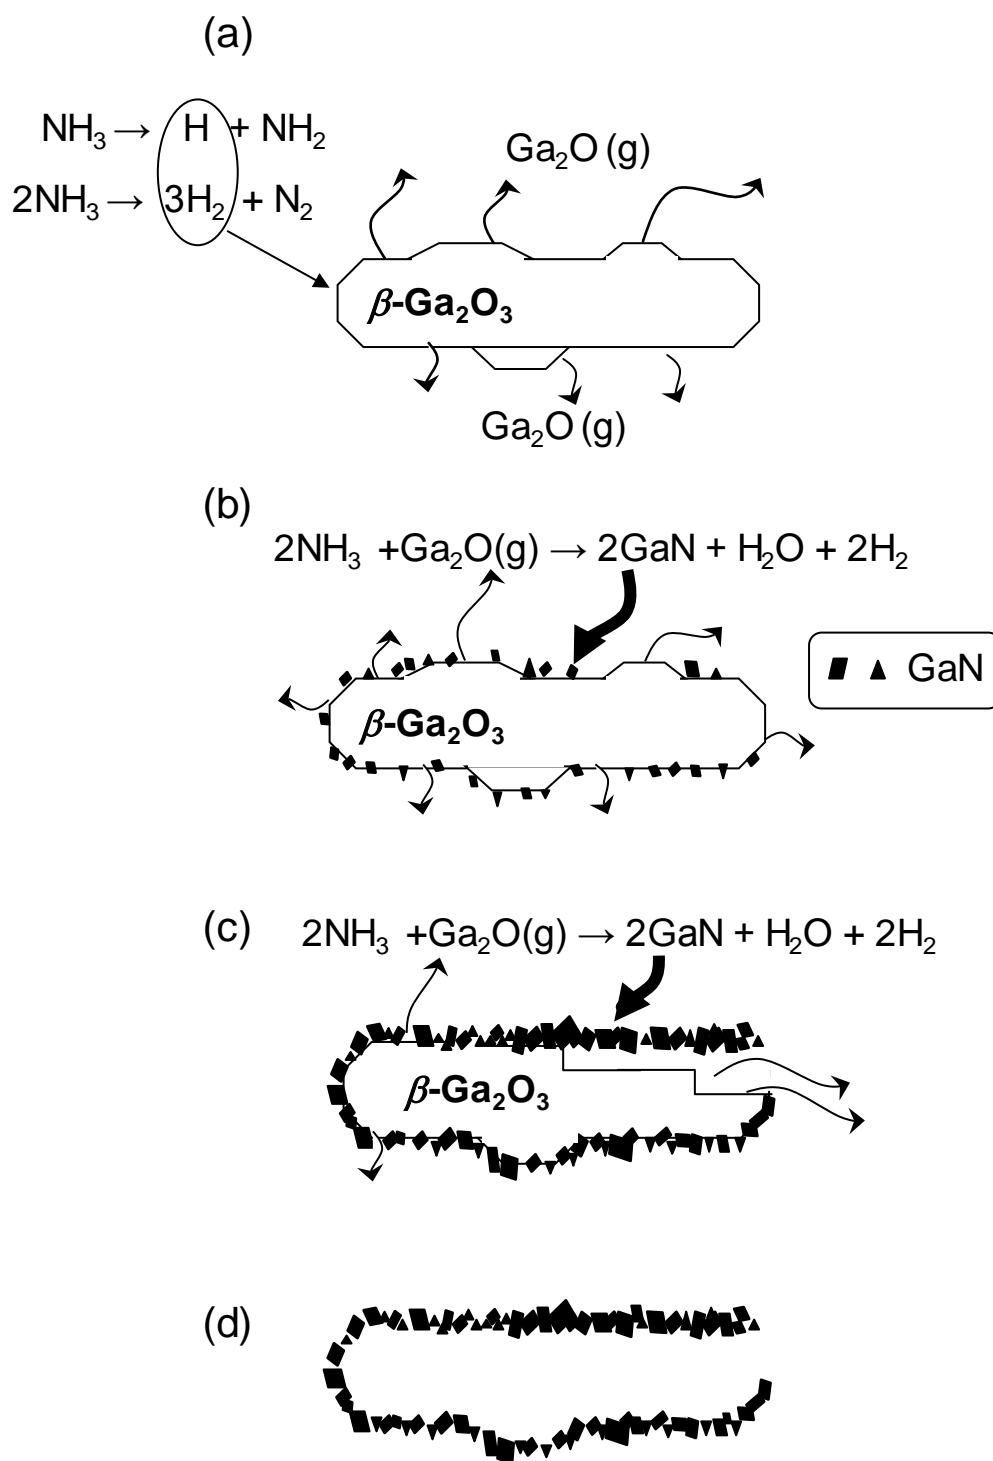 (a)
NH₃ → H + NH₂
Ga₂O (g)
2NH₃ → 3H₂ + N₂
β-Ga₂O₃
Ga₂O (g)
(b)
2NH₃ +Ga₂O(g) → 2GaN + H₂O + 2H₂
GaN
β-Ga₂O₃
(c)
2NH₃ +Ga₂O(g) → 2GaN + H₂O + 2H₂
β-Ga₂O₃
(d)